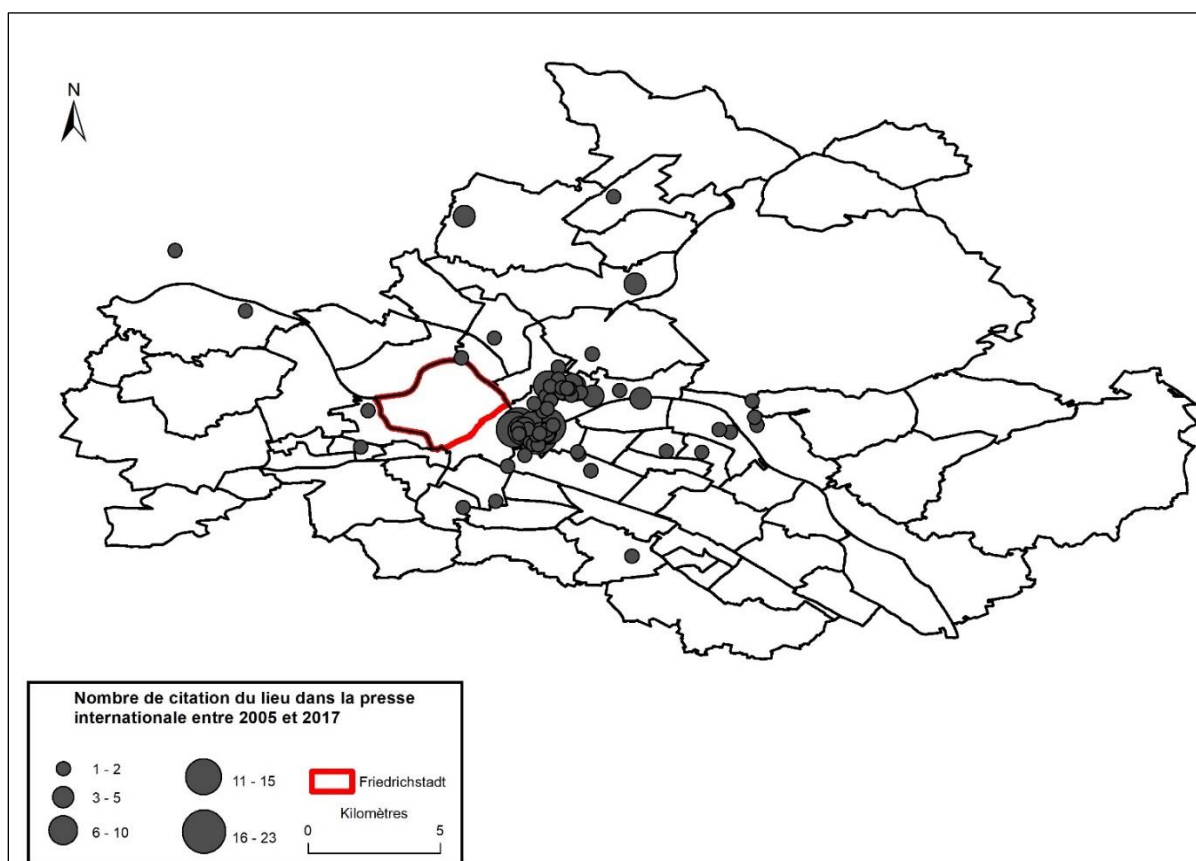 N
Nombre de citation du lieu dans la presse
internationale entre 2005 et 2017
1 - 2
3 - 5
6 - 10
11 - 15
16 - 23
Friedrichstadt
Kilomètres
0 5